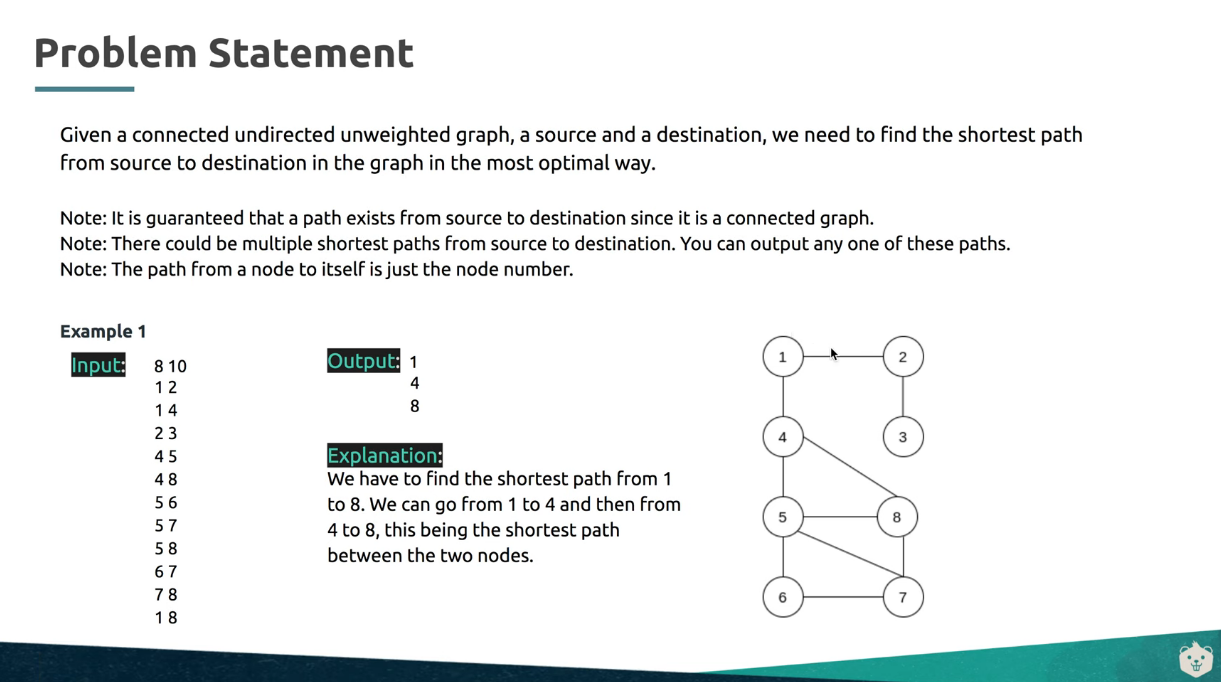 Problem Statement
Given a connected undirected unweighted graph, a source and a destination, we need to find the shortest path
from source to destination in the graph in the most optimal way.
Note: It is guaranteed that a path exists from source to destination since it is a connected graph.
Note: There could be multiple shortest paths from source to destination. You can output any one of these paths.
Note: The path from a node to itself is just the node number.
Example 1
Input:
8 10
1 2
1 4
2 3
4 5
4 8
5 6
5 7
5 8
6 7
7 8
1 8
Output:
1
4
8
Explanation:
We have to find the shortest path from 1
to 8. We can go from 1 to 4 and then from
4 to 8, this being the shortest path
between the two nodes.
1 2
4 3
5 8
6 7